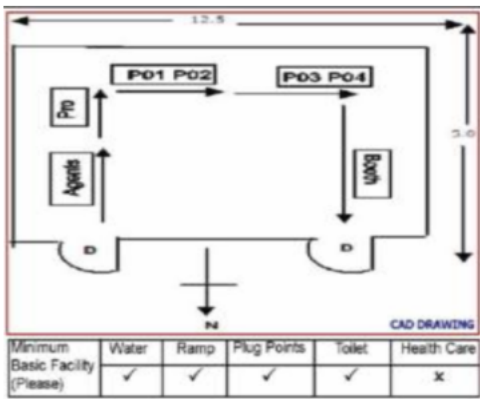 12.5
P01 P02
P03 P04
Pro
Agents
Booth
5.0
D
D
N
CAD DRAWING
Minimum Basic Facility (Please)
Water
Ramp
Plug Points
Toilet
Health Care
✓ ✓ ✓ ✓ x